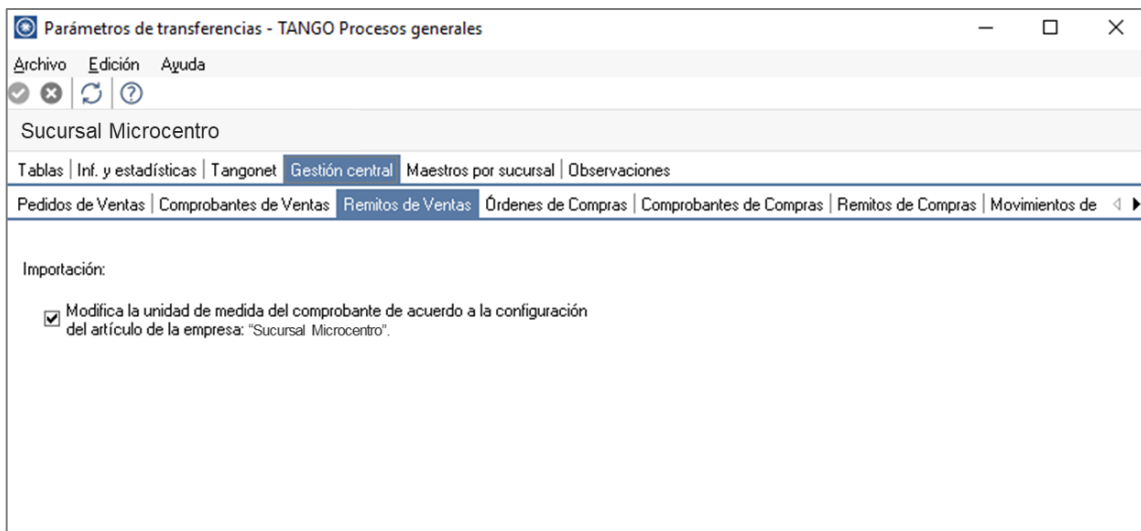 Parámetros de transferencias - TANGO Procesos generales
Archivo Edición Ayuda
Sucursal Microcentro
Tablas | Inf. y estadísticas | Tangonet | Gestión central | Maestros por sucursal | Observaciones
Pedidos de Ventas | Comprobantes de Ventas | Remitos de Ventas | Órdenes de Compras | Comprobantes de Compras | Remitos de Compras | Movimientos de
Importación:
Modifica la unidad de medida del comprobante de acuerdo a la configuración
del artículo de la empresa: “Sucursal Microcentro”.